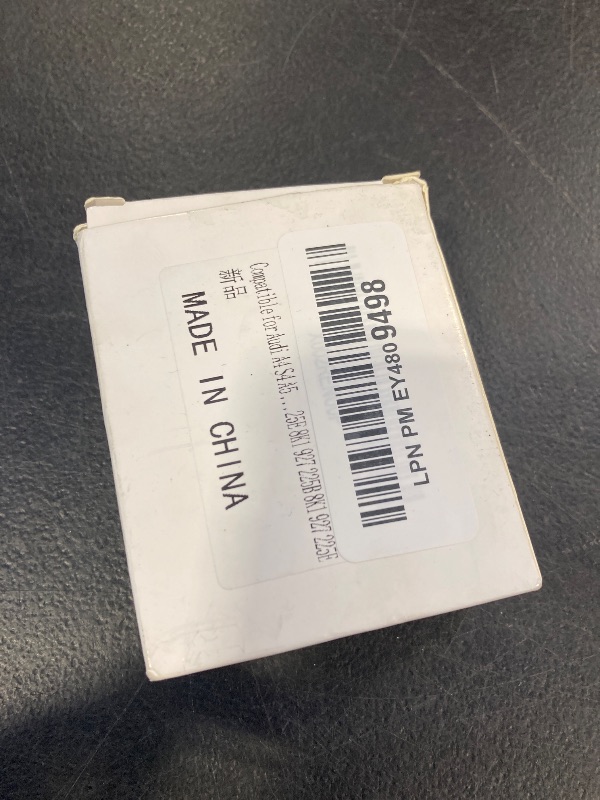 LPN PM EY4809498
Compatible for Audi A4 S4 A5...25E 8K1 927 225B 8K1 927 225E
新品
MADE IN CHINA